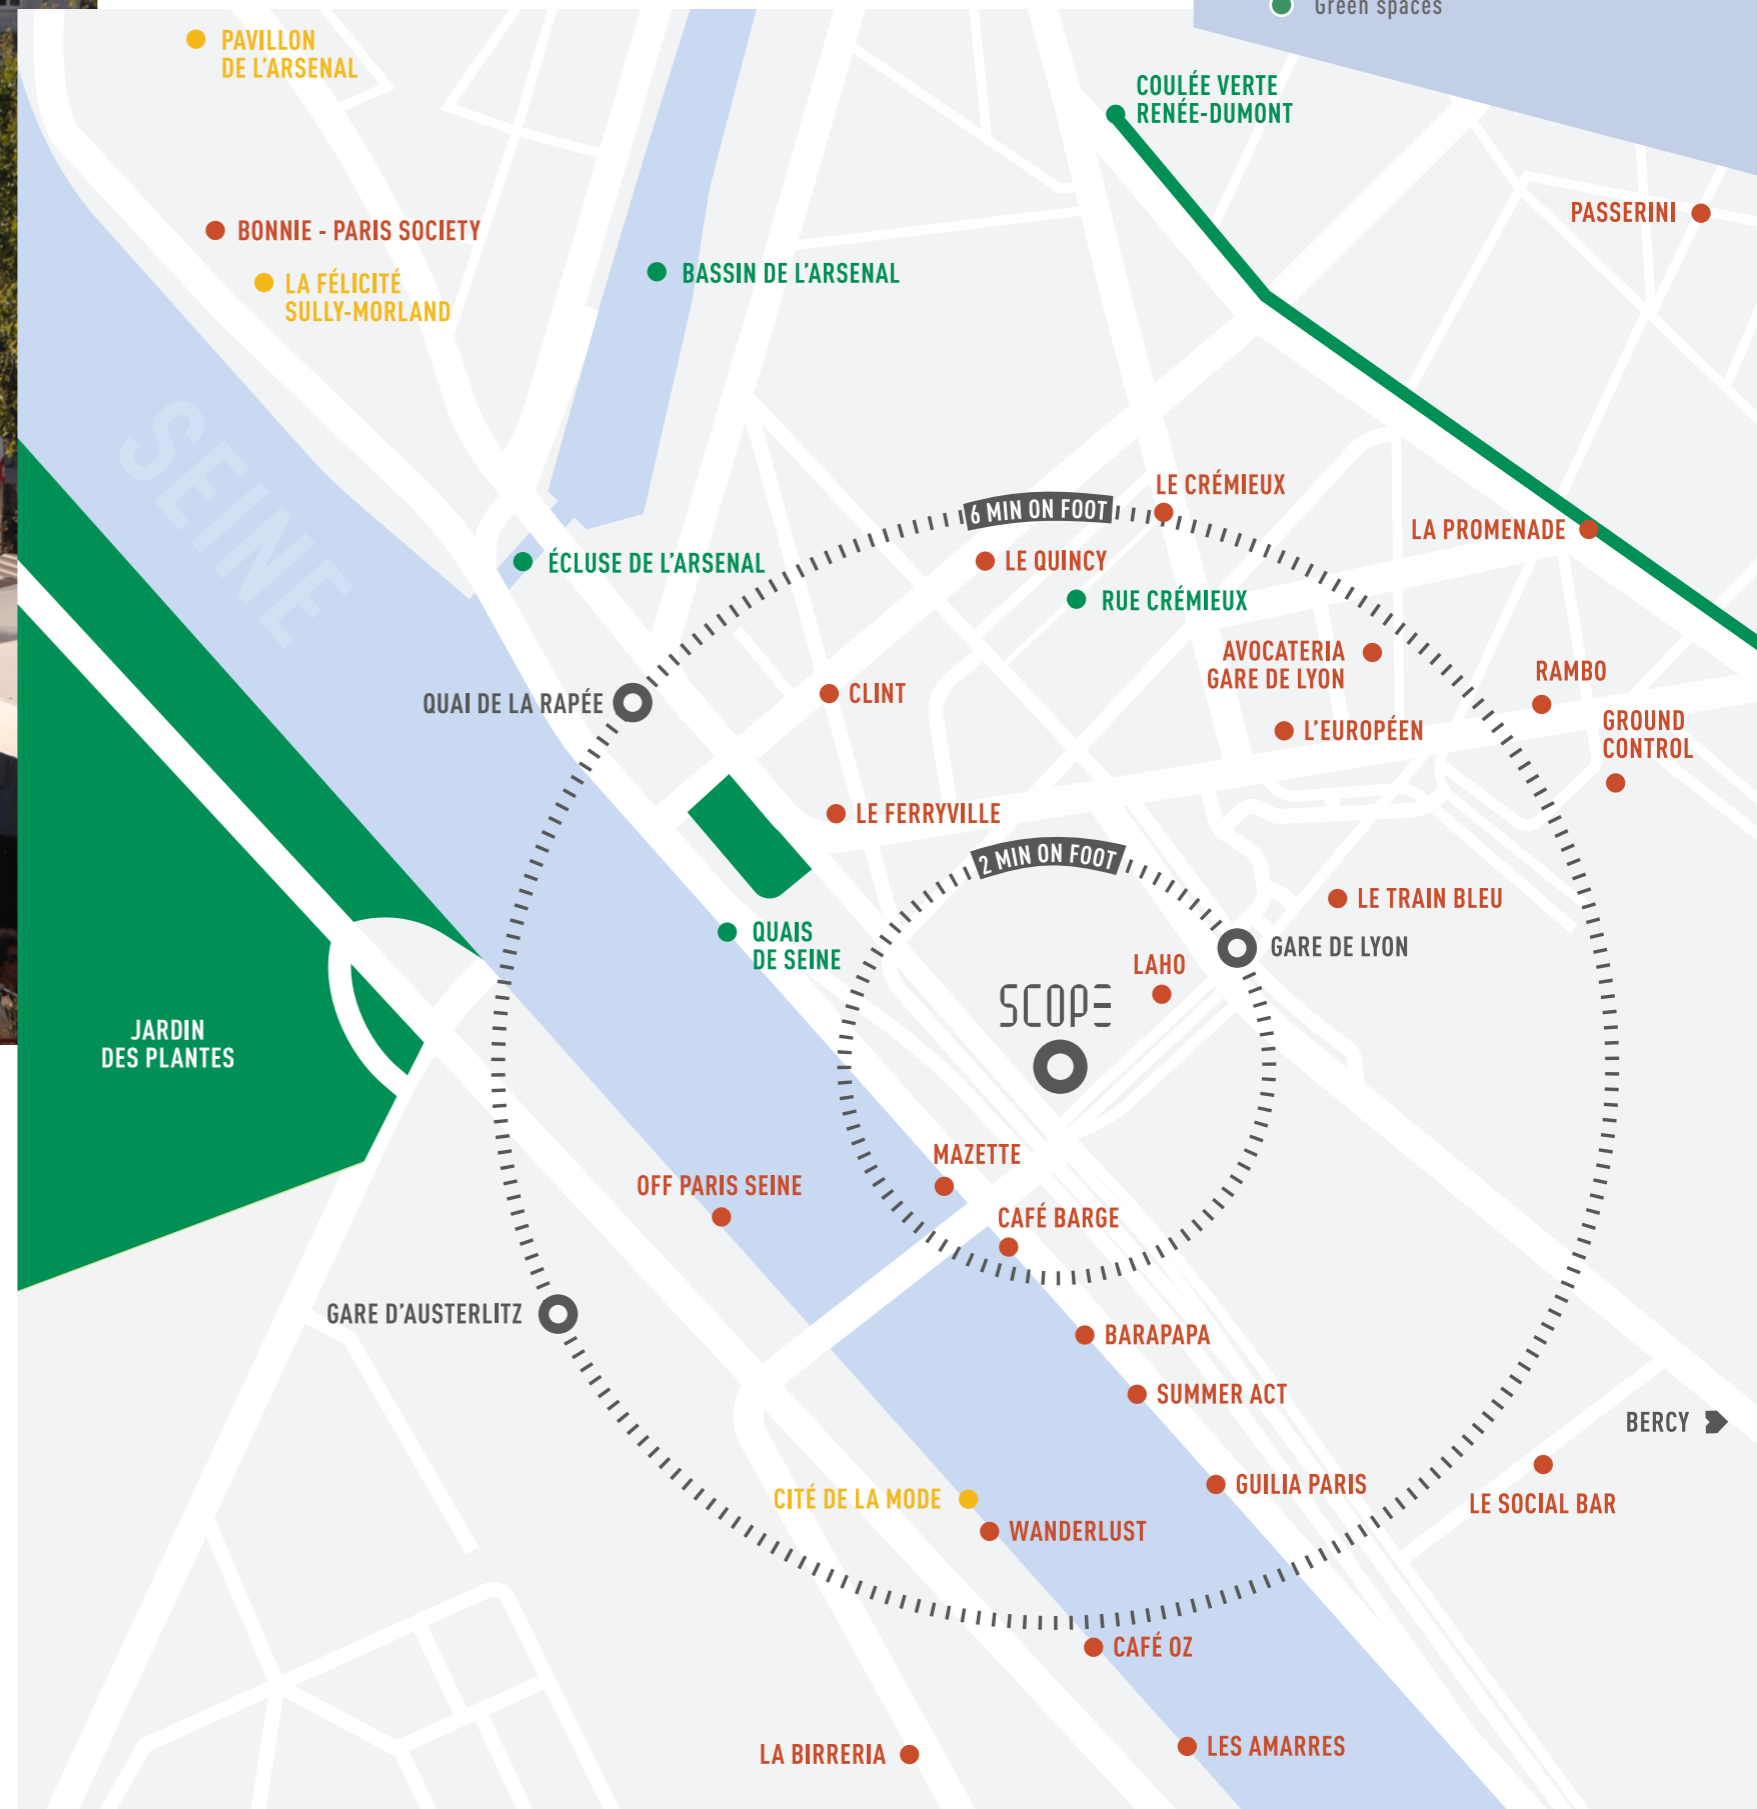 Green spaces
PAVILLON
DE L'ARSENAL
COULÉE VERTE
RENÉE-DUMONT
PASSERINI
BONNIE - PARIS SOCIETY
LA FÉLICITÉ
SULLY-MORLAND
BASSIN DE L'ARSENAL
SEINE
LE CRÉMIEUX
6 MIN ON FOOT
LA PROMENADE
ÉCLUSE DE L'ARSENAL
LE QUINCY
RUE CRÉMIEUX
AVOCATERIA
GARE DE LYON
RAMBO
QUAI DE LA RAPÉE
CLINT
L'EUROPÉEN
GROUND
CONTROL
LE FERRYVILLE
2 MIN ON FOOT
LE TRAIN BLEU
QUAIS
DE SEINE
GARE DE LYON
LAHO
SCOPE
JARDIN
DES PLANTES
MAZETTE
OFF PARIS SEINE
CAFÉ BARGE
GARE D'AUSTERLITZ
BARAPAPA
SUMMER ACT
BERCY
GUILIA PARIS
CITÉ DE LA MODE
LE SOCIAL BAR
WANDERLUST
CAFÉ OZ
LES AMARRES
LA BIRRERIA